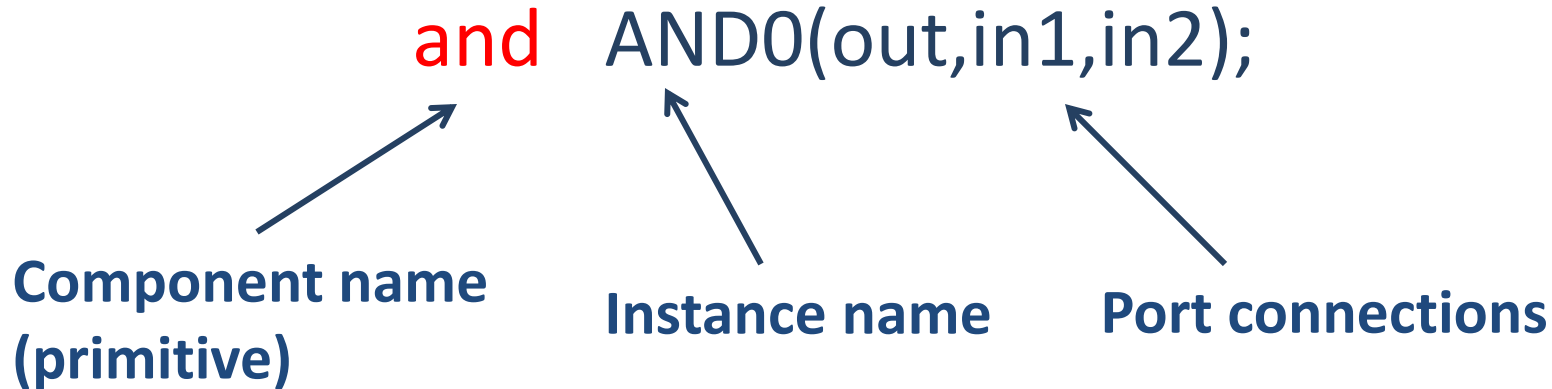 and AND0(out,in1,in2);
Component name
(primitive)
Instance name
Port connections